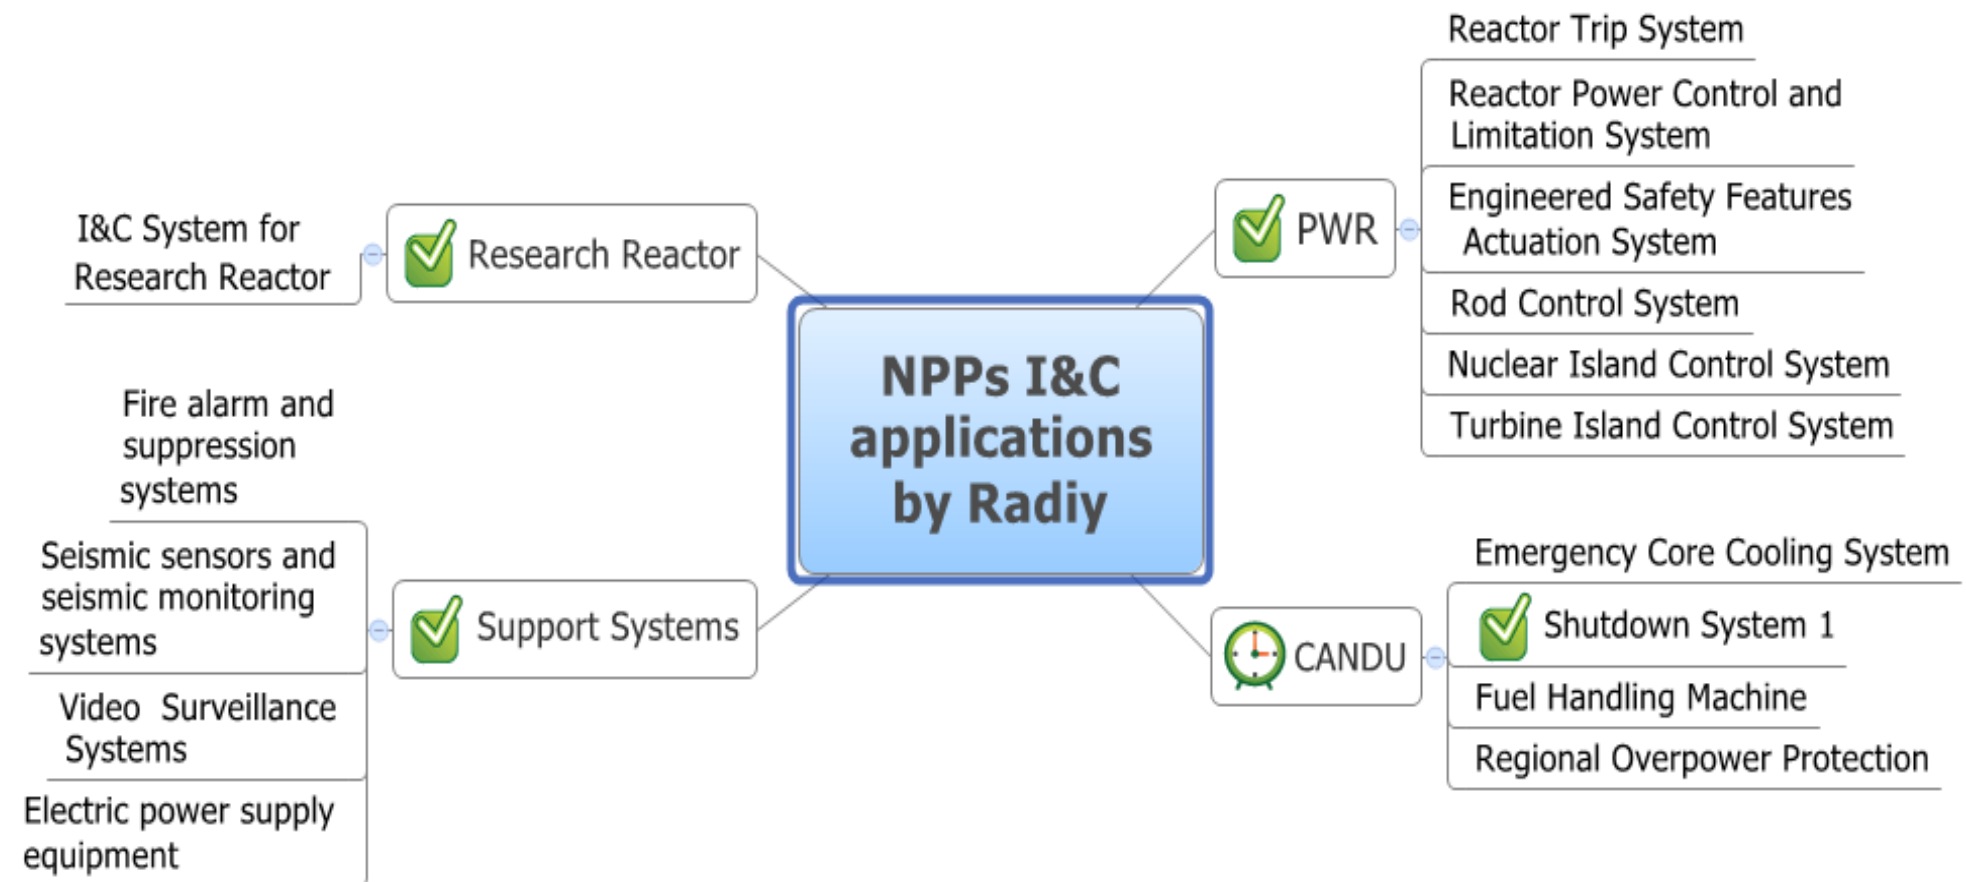 NPPs I&C
applications
by Radiy
PWR
Reactor Trip System
Reactor Power Control and
Limitation System
Engineered Safety Features
Actuation System
Rod Control System
Nuclear Island Control System
Turbine Island Control System
CANDU
Emergency Core Cooling System
Shutdown System 1
Fuel Handling Machine
Regional Overpower Protection
Research Reactor
I&C System for
Research Reactor
Support Systems
Fire alarm and
suppression
systems
Seismic sensors and
seismic monitoring
systems
Video  Surveillance
Systems
Electric power supply
equipment